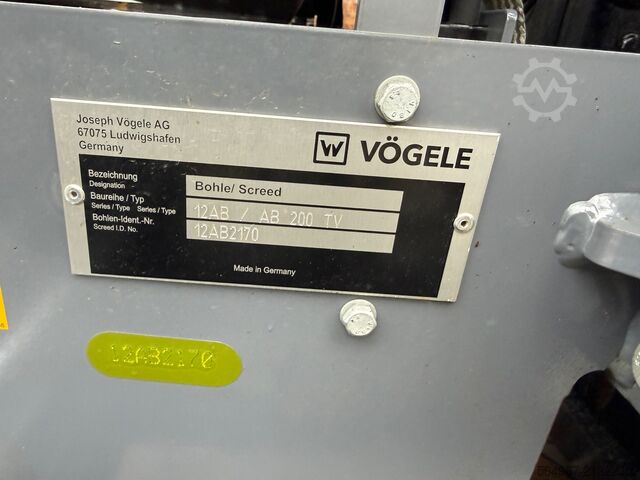 Joseph Vögele AG
67075 Ludwigshafen
Germany
VÖGELE
Bezeichnung
Designation
Bohle/ Screed
Baureihe / Typ
Series / Type Series / Type
12AB / AB 200 TV
Bohlen-Ident.-Nr.
Screed I.D. No.
12AB2170
Made in Germany
12AB2170